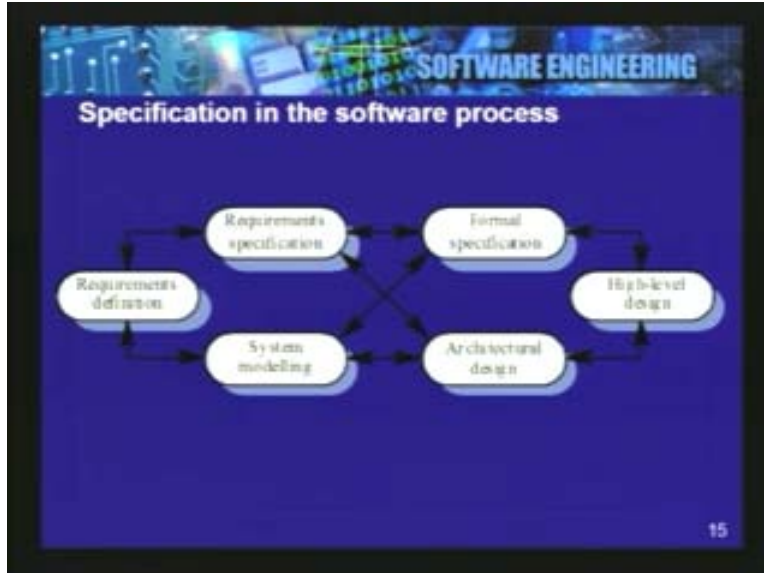 SOFTWARE ENGINEERING
Specification in the software process
Requirements
specification
Formal
specification
Requirements
definition
High-level
design
System
modelling
Architectural
design
15